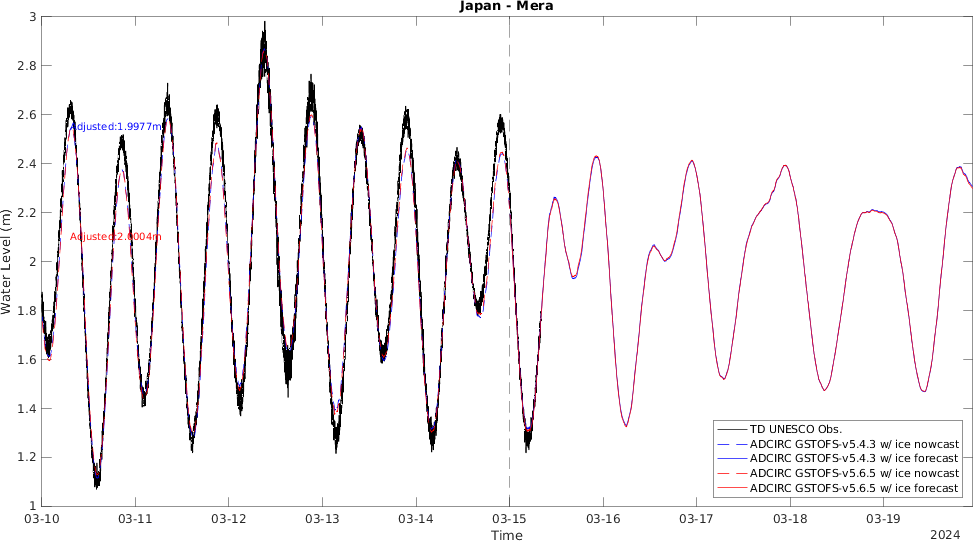 Japan - Mera
3
2.8
2.6
2.4
2.2
2
1.8
1.6
1.4
1.2
1
Water Level (m)
Adjusted:1.9977m
Adjusted:2.0004m
TD UNESCO Obs.
ADCIRC GSTOFS-v5.4.3 w/ ice nowcast
ADCIRC GSTOFS-v5.4.3 w/ ice forecast
ADCIRC GSTOFS-v5.6.5 w/ ice nowcast
ADCIRC GSTOFS-v5.6.5 w/ ice forecast
03-10 03-11 03-12 03-13 03-14 03-15 03-16 03-17 03-18 03-19
Time
2024